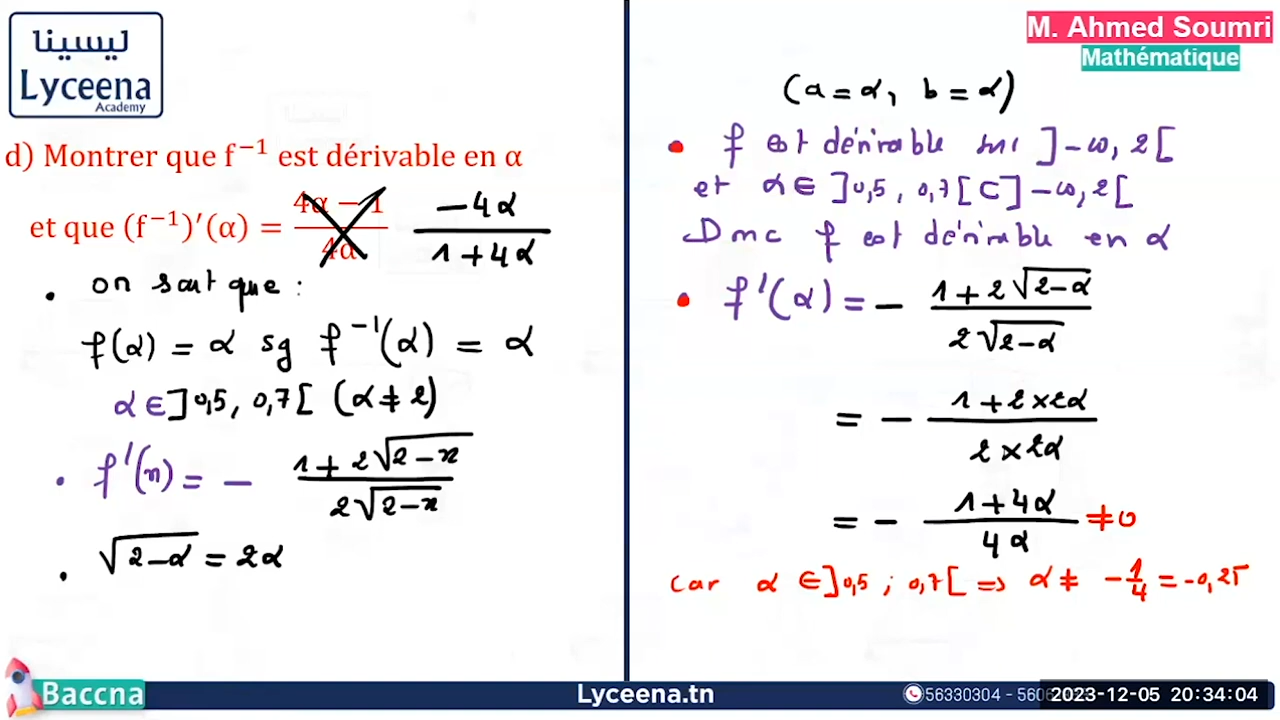 ليسينا
Lyceena
Academy
M. Ahmed Soumri
Mathématique
d) Montrer que f⁻¹ est dérivable en α
et que (f⁻¹)′(α) = (4α − 1)/(4α) (−4α)/(1+4α)
• on sait que :
f(α) = α sg f⁻¹(α) = α
α ∈ ]0,5, 0,7[ (α ≠ 2)
• f'(x) = − (1+2√(2−x))/(2√(2−x))
• √(2−α) = 2α
(a = α, b = α)
• f est dérivable sur ]−∞, 2[
et α ∈ ]0,5, 0,7[ ⊂ ]−∞, 2[
Donc f est dérivable en α
• f'(α) = − (1+2√(2−α))/(2√(2−α))
= − (1+2×2α)/(2×2α)
= − (1+4α)/(4α) ≠ 0
car α ∈ ]0,5 ; 0,7[ ⇒ α ≠ −1/4 = −0,25
Baccna
Lyceena.tn
56330304 - 560
2023-12-05 20:34:04